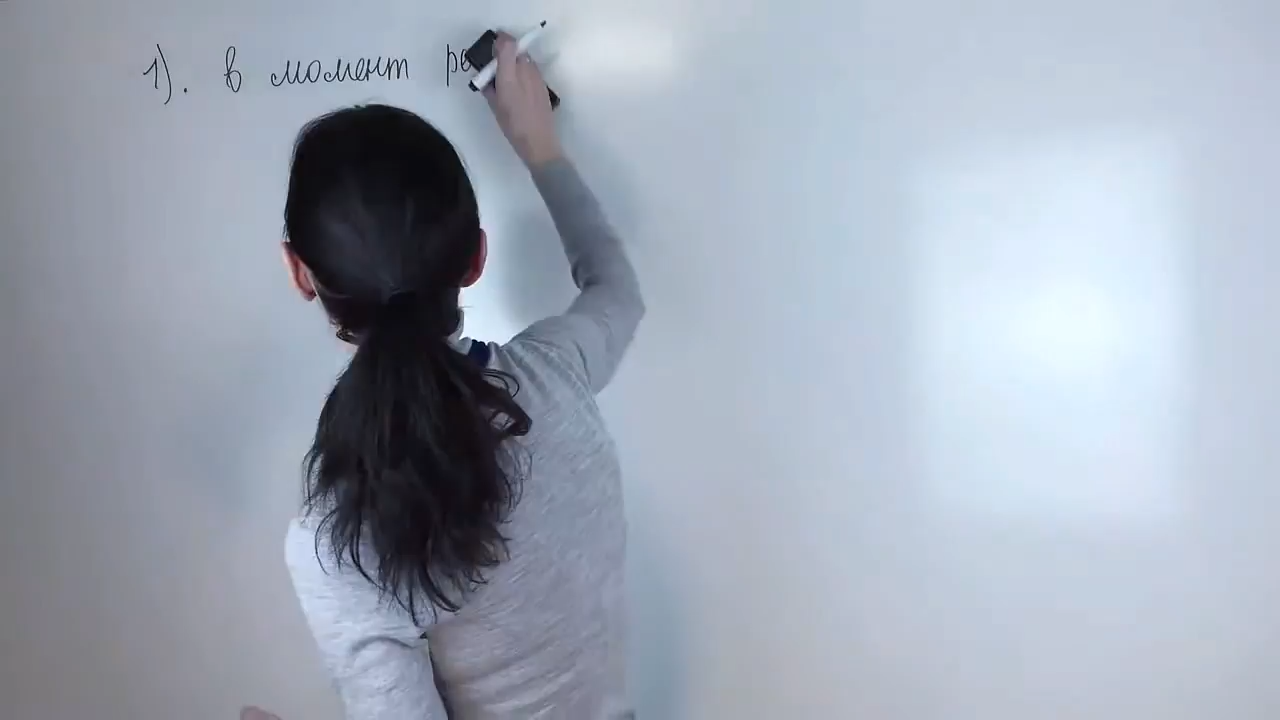 1). в момент ре